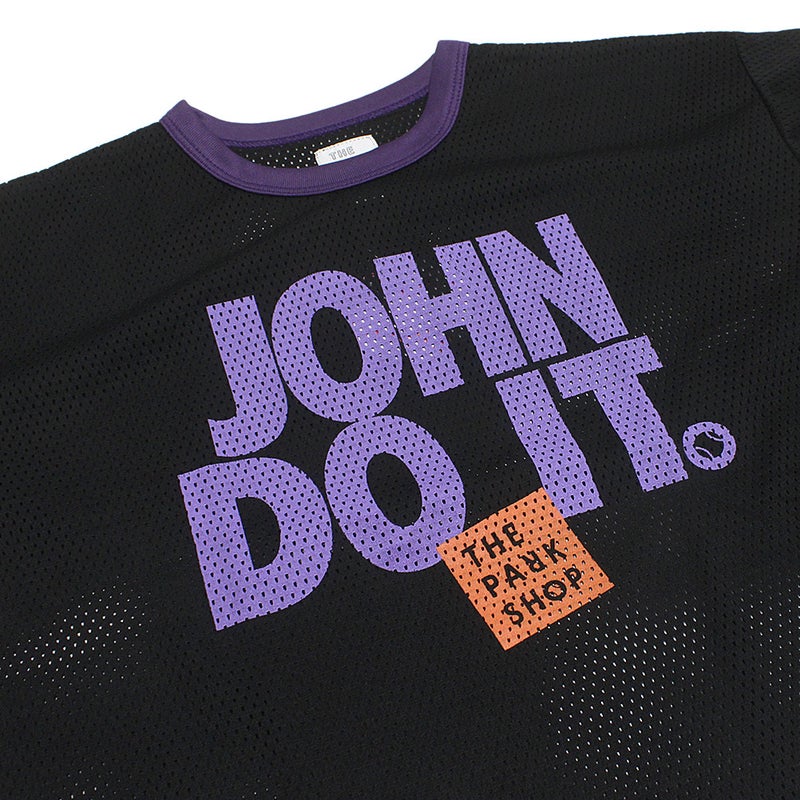 THE
JOHN
DO IT.
THE
PARK
SHOP